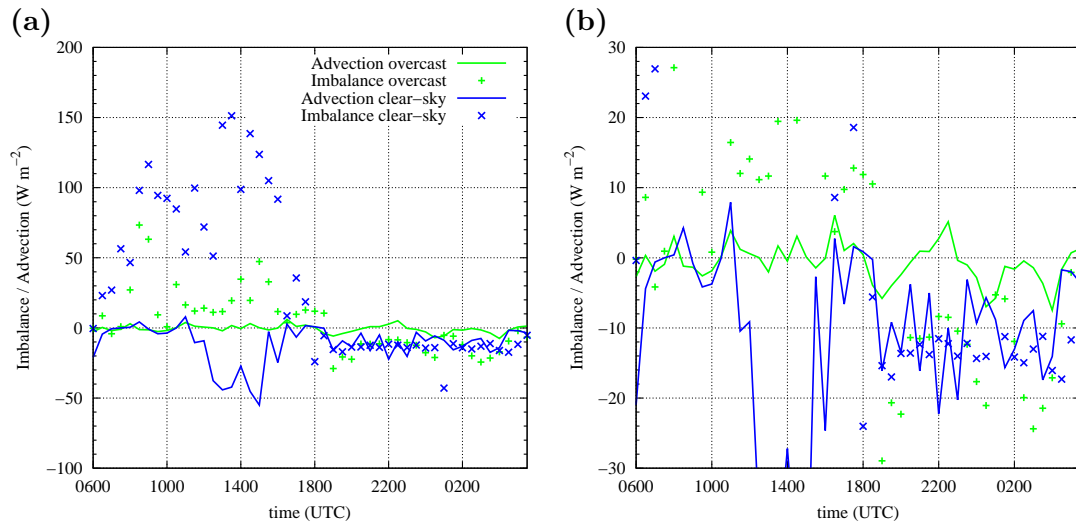 (a)
200
150
100
50
0
−50
−100
0600 1000 1400 1800 2200 0200
Imbalance / Advection (W m−2)
time (UTC)
Advection overcast
Imbalance overcast
Advection clear−sky
Imbalance clear−sky
(b)
30
20
10
0
−10
−20
−30
0600 1000 1400 1800 2200 0200
Imbalance / Advection (W m−2)
time (UTC)